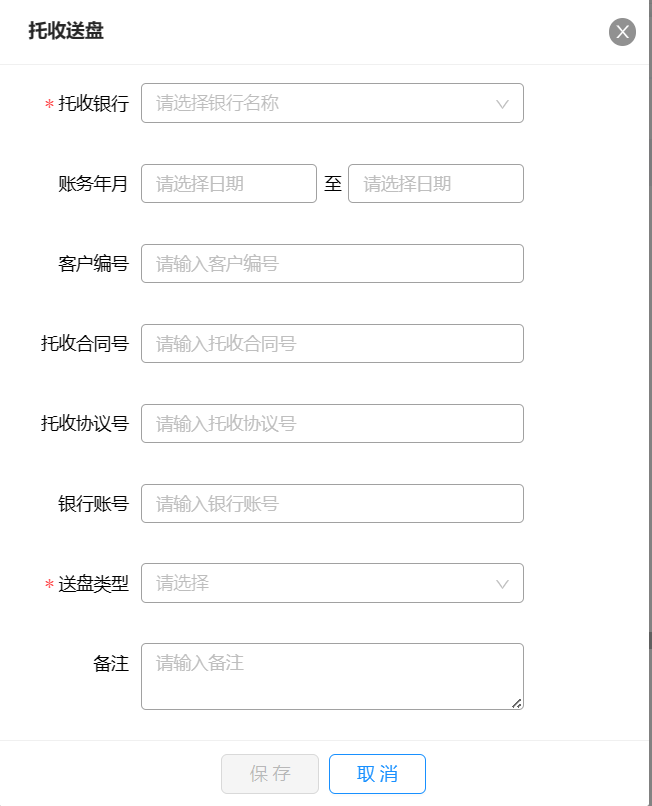 托收送盘
* 托收银行 请选择银行名称
账务年月 请选择日期 至 请选择日期
客户编号 请输入客户编号
托收合同号 请输入托收合同号
托收协议号 请输入托收协议号
银行账号 请输入银行账号
* 送盘类型 请选择
备注 请输入备注
保存 取消